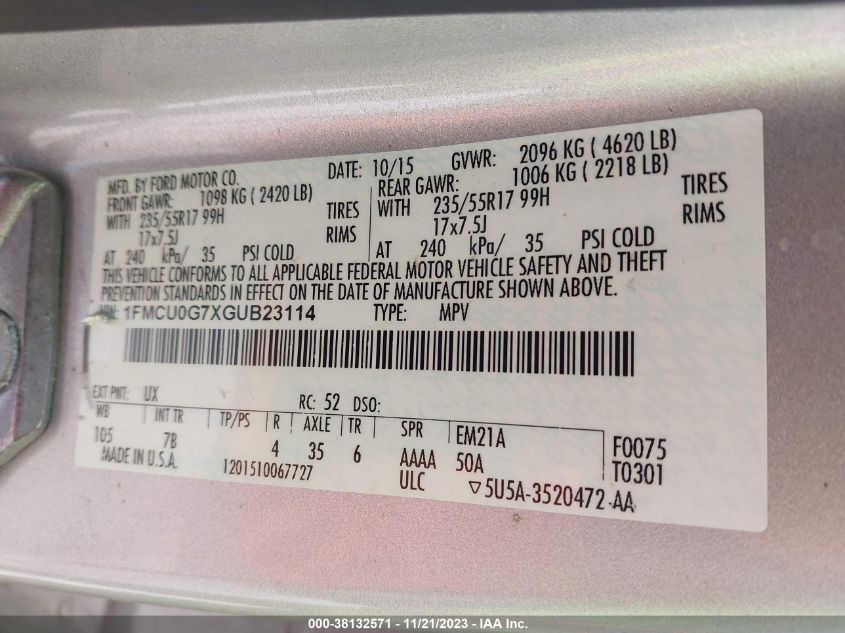 MFD. BY FORD MOTOR CO.
DATE: 10/15 GVWR: 2096 KG ( 4620 LB)
FRONT GAWR: 1098 KG ( 2420 LB)
REAR GAWR: 1006 KG ( 2218 LB)
WITH 235/55R17 99H TIRES
WITH 235/55R17 99H TIRES
17x7.5J RIMS
17x7.5J RIMS
AT 240 kPa/ 35 PSI COLD
AT 240 kPa/ 35 PSI COLD
THIS VEHICLE CONFORMS TO ALL APPLICABLE FEDERAL MOTOR VEHICLE SAFETY AND THEFT
PREVENTION STANDARDS IN EFFECT ON THE DATE OF MANUFACTURE SHOWN ABOVE.
VIN: 1FMCU0G7XGUB23114 TYPE: MPV
EXT PNT: UX RC: 52 DSO:
WB INT TR TP/PS R AXLE TR SPR EM21A F0075
105 7B 4 35 6 AAAA 50A T0301
MADE IN U.S.A. 1201510067727 ULC ▽5U5A-3520472-AA
000-38132571 - 11/21/2023 - © IAA, Inc.